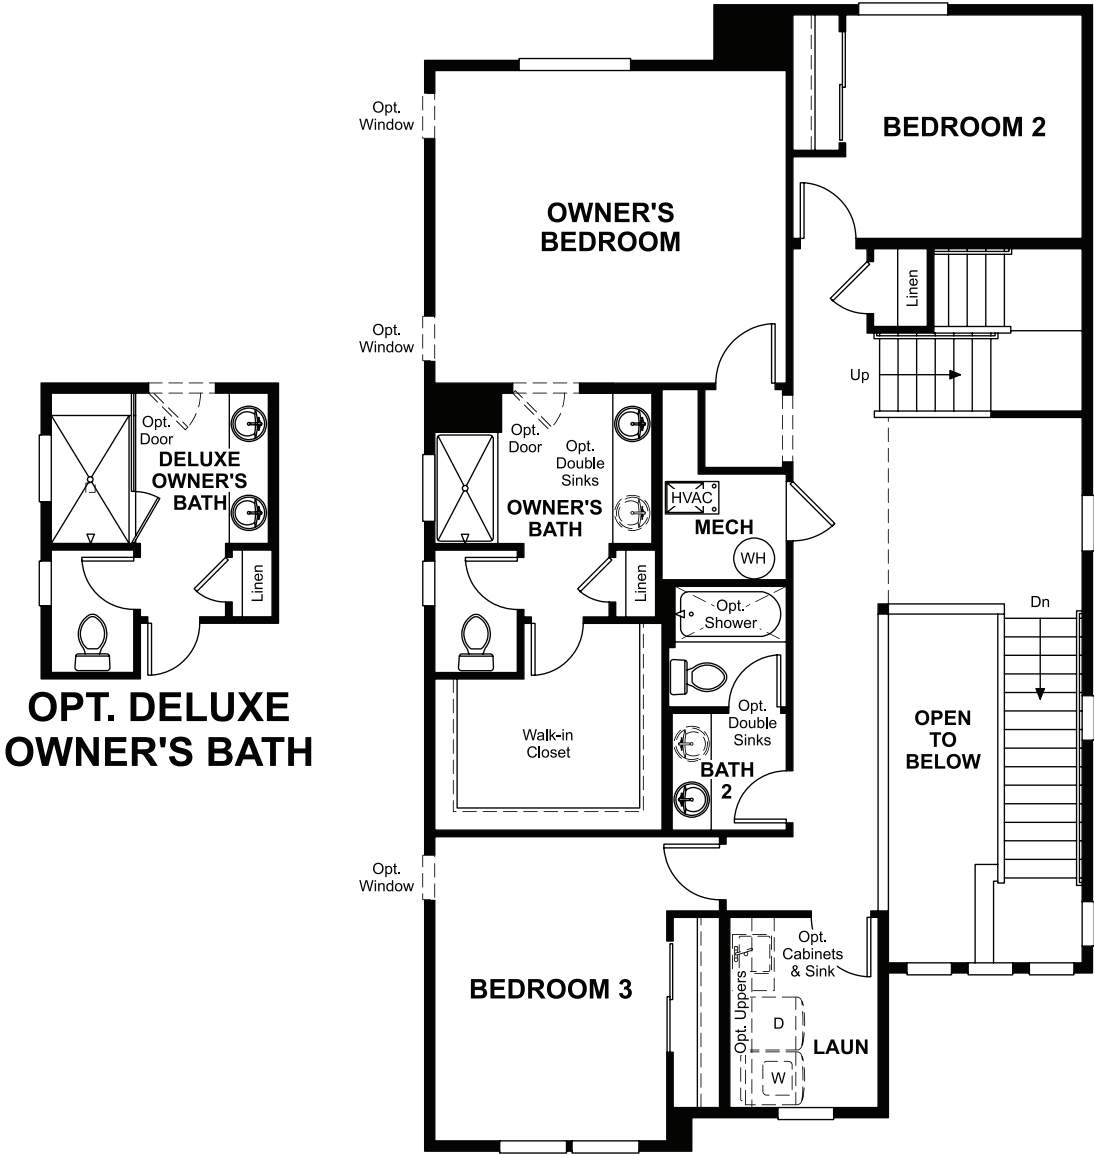 Opt.
Window
BEDROOM 2
OWNER'S
BEDROOM
Linen
Opt.
Window
Up
Opt.
Door
DELUXE
OWNER'S
BATH
Linen
OPT. DELUXE
OWNER'S BATH
Opt.
Door
Opt.
Double
Sinks
OWNER'S
BATH
Linen
HVAC
MECH
WH
Opt.
Shower
Dn
Opt.
Double
Sinks
BATH
2
Walk-in
Closet
OPEN
TO
BELOW
Opt.
Window
BEDROOM 3
Opt.
Cabinets
& Sink
Opt. Uppers
D
LAUN
W